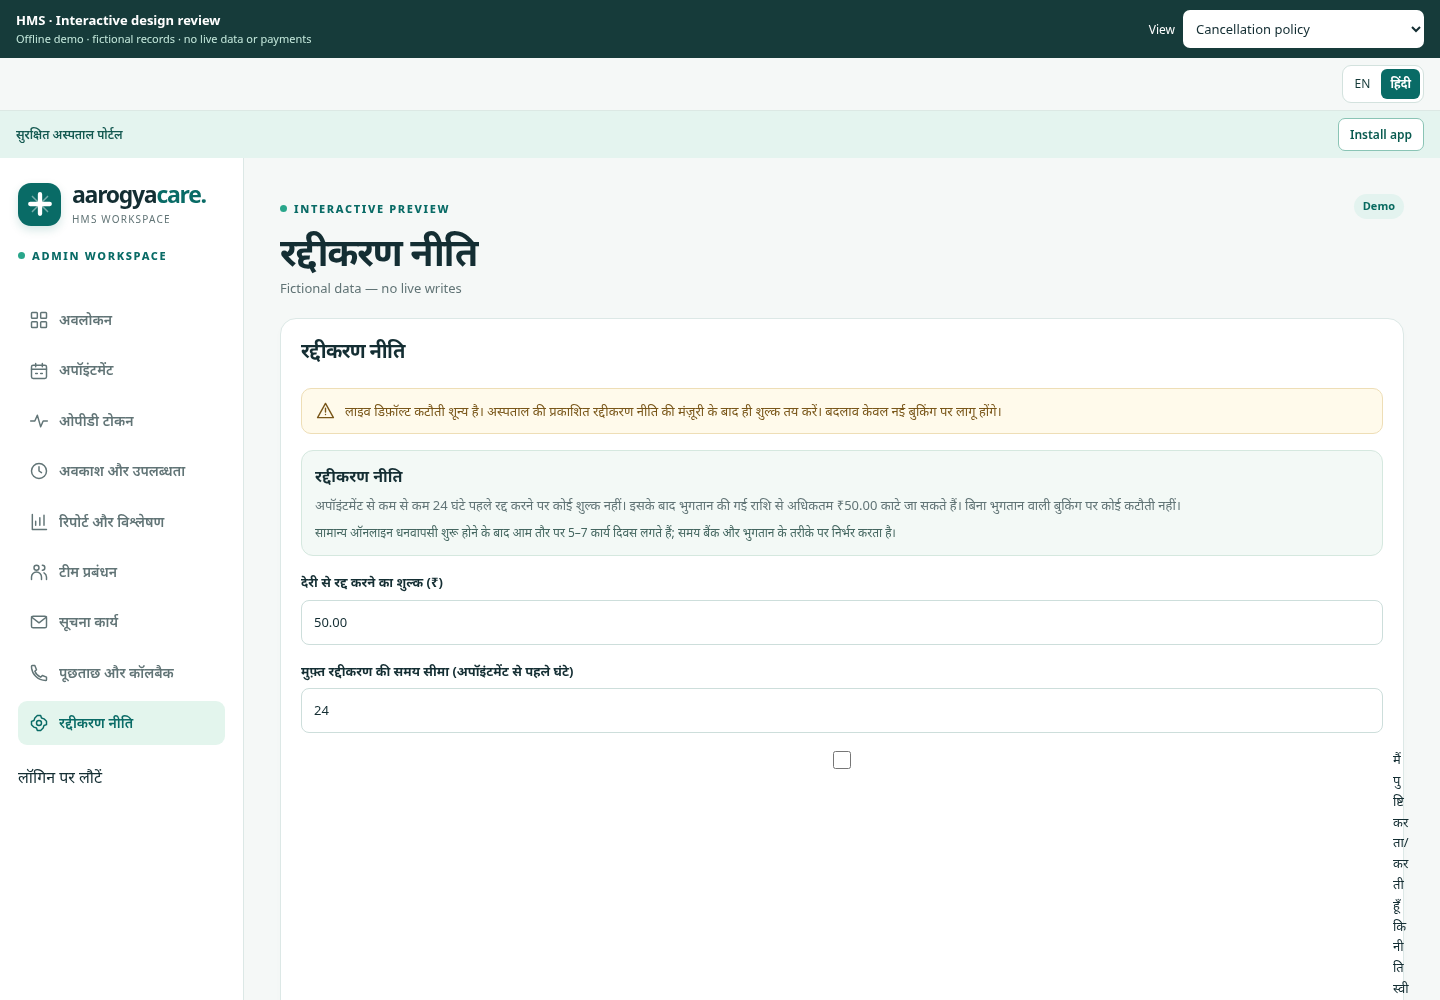 HMS · Interactive design review
Offline demo · fictional records · no live data or payments
View
Cancellation policy
EN
हिंदी
सुरक्षित अस्पताल पोर्टल
Install app
aarogyacare.
HMS WORKSPACE
ADMIN WORKSPACE
अवलोकन
अपॉइंटमेंट
ओपीडी टोकन
अवकाश और उपलब्धता
रिपोर्ट और विश्लेषण
टीम प्रबंधन
सूचना कार्य
पूछताछ और कॉलबैक
रद्दीकरण नीति
लॉगिन पर लौटें
INTERACTIVE PREVIEW
Demo
रद्दीकरण नीति
Fictional data — no live writes
रद्दीकरण नीति
लाइव डिफ़ॉल्ट कटौती शून्य है। अस्पताल की प्रकाशित रद्दीकरण नीति की मंज़ूरी के बाद ही शुल्क तय करें। बदलाव केवल नई बुकिंग पर लागू होंगे।
रद्दीकरण नीति
अपॉइंटमेंट से कम से कम 24 घंटे पहले रद्द करने पर कोई शुल्क नहीं। इसके बाद भुगतान की गई राशि से अधिकतम ₹50.00 काटे जा सकते हैं। बिना भुगतान वाली बुकिंग पर कोई कटौती नहीं।
सामान्य ऑनलाइन धनवापसी शुरू होने के बाद आम तौर पर 5–7 कार्य दिवस लगते हैं; समय बैंक और भुगतान के तरीके पर निर्भर करता है।
देरी से रद्द करने का शुल्क (₹)
50.00
मुफ़्त रद्दीकरण की समय सीमा (अपॉइंटमेंट से पहले घंटे)
24
मैं
पु
ष्टि
कर
ता/
कर
ती
हूँ
कि
नी
ति
स्वी